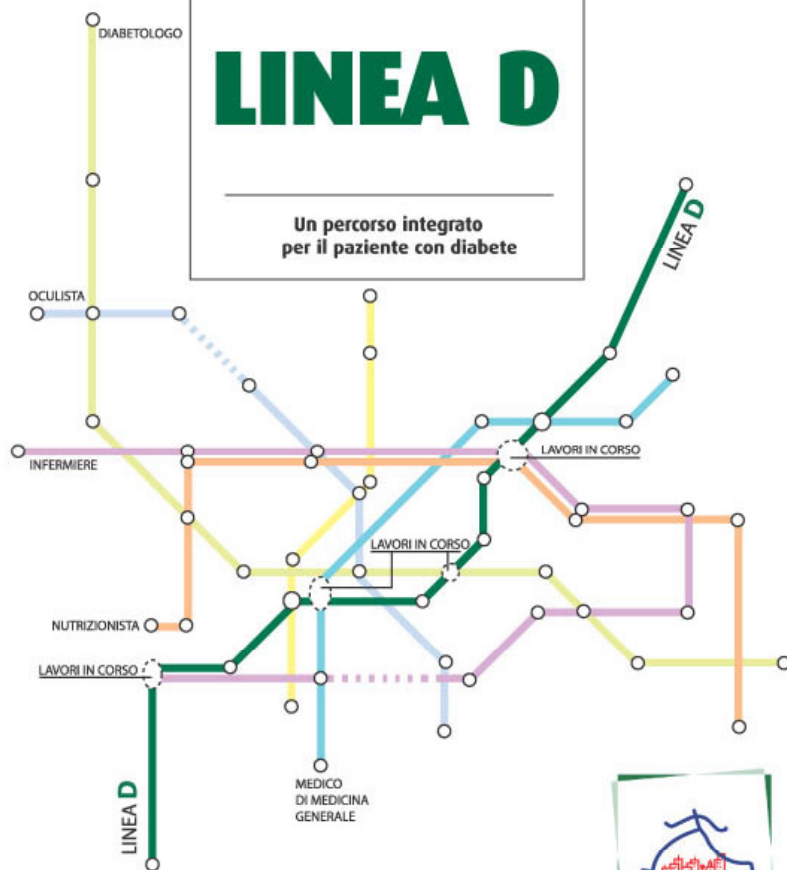 DIABETOLOGO
LINEA D
Un percorso integrato
per il paziente con diabete
LINEA D
OCULISTA
LAVORI IN CORSO
INFERMIERE
LAVORI IN CORSO
NUTRIZIONISTA
LAVORI IN CORSO
MEDICO
DI MEDICINA
GENERALE
LINEA D